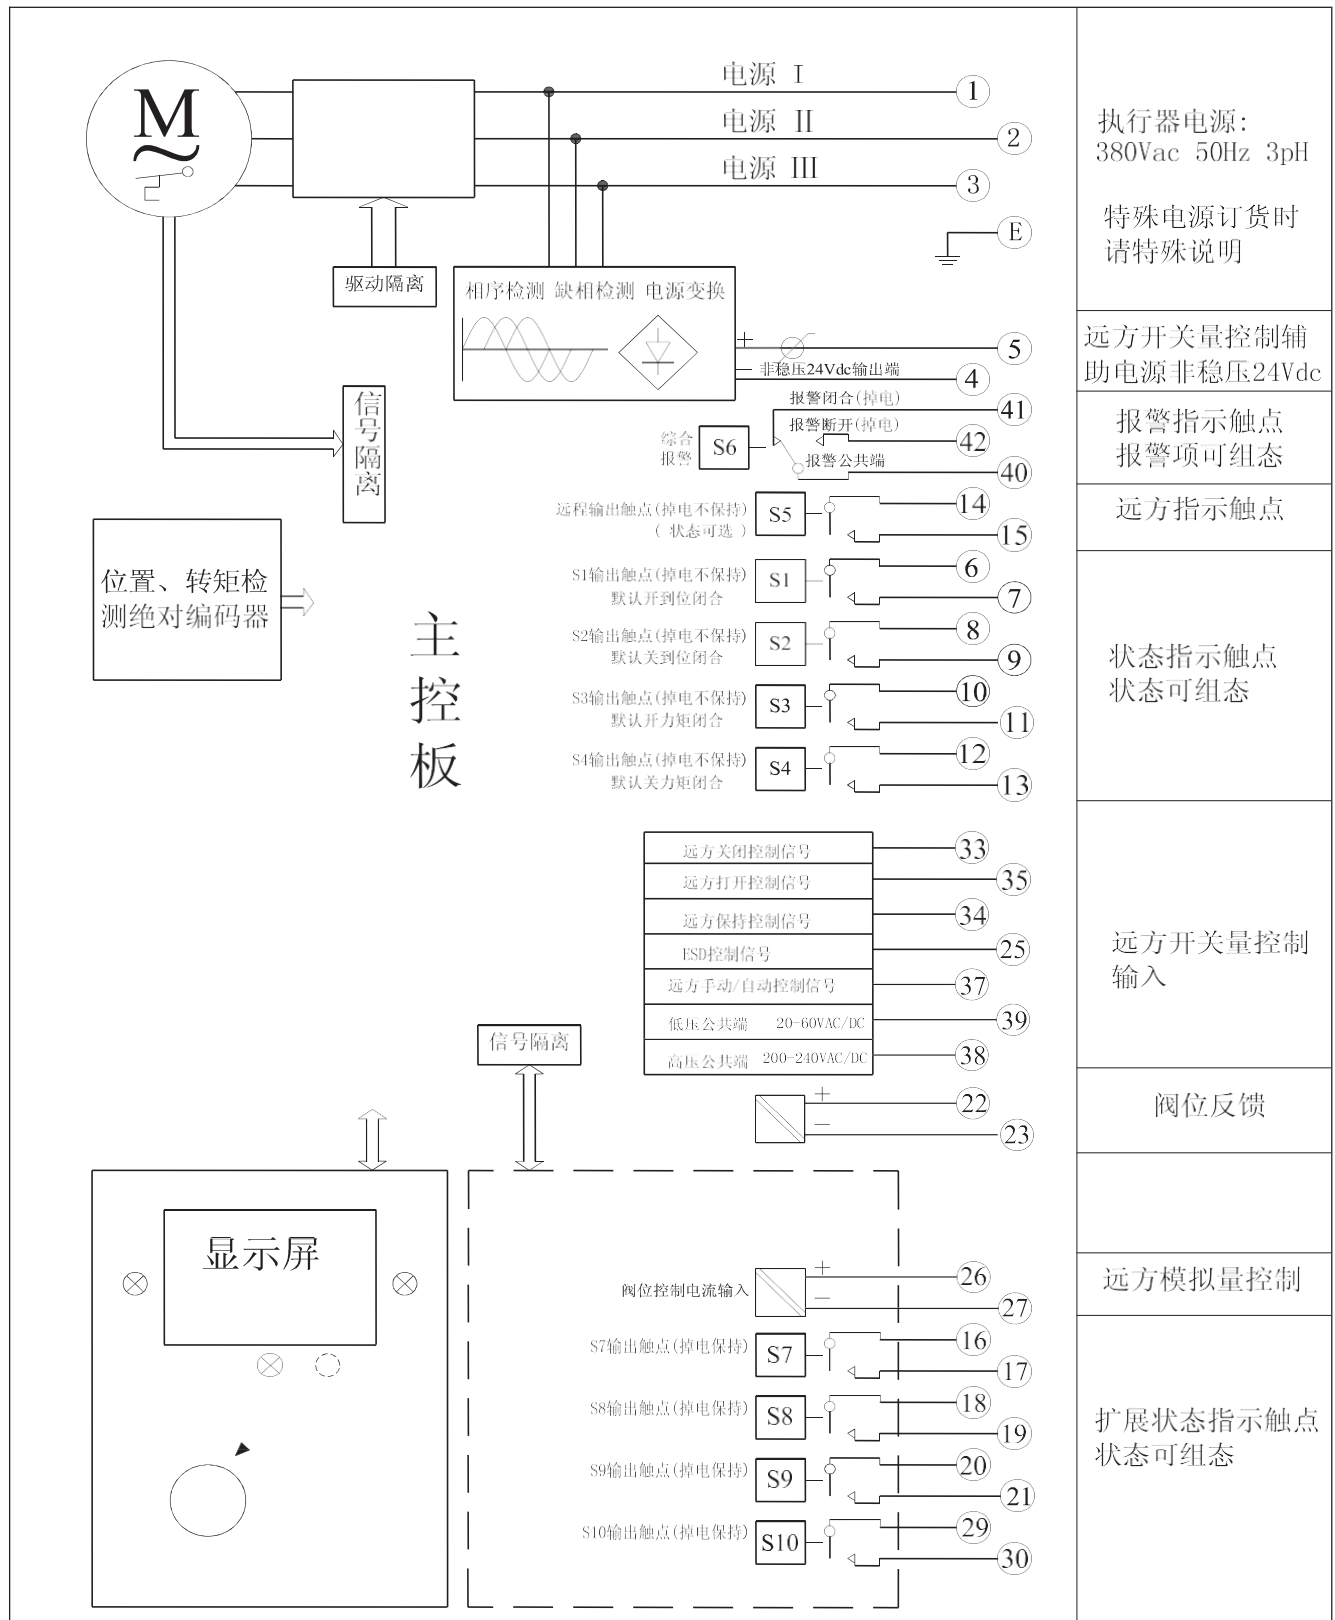 电源 I
1
M
电源 II
2
电源 III
3
E
执行器电源:
380Vac 50Hz 3pH
特殊电源订货时
请特殊说明
驱动隔离
相序检测 缺相检测 电源变换
+
5
非稳压24Vdc输出端
4
远方开关量控制辅
助电源非稳压24Vdc
信号隔离
报警闭合(掉电)
41
报警断开(掉电)
42
综合
报警
S6
报警公共端
40
报警指示触点
报警项可组态
远程输出触点(掉电不保持)
( 状态可选 )
S5
14
15
远方指示触点
位置、转矩检
测绝对编码器
主控板
S1输出触点(掉电不保持)
默认开到位闭合
S1
6
7
S2输出触点(掉电不保持)
默认关到位闭合
S2
8
9
S3输出触点(掉电不保持)
默认开力矩闭合
S3
10
11
S4输出触点(掉电不保持)
默认关力矩闭合
S4
12
13
状态指示触点
状态可组态
远方关闭控制信号
33
远方打开控制信号
35
远方保持控制信号
34
ESD控制信号
25
远方手动/自动控制信号
37
低压公共端 20-60VAC/DC
39
高压公共端 200-240VAC/DC
38
远方开关量控制
输入
信号隔离
+
22
—
23
阀位反馈
显示屏
阀位控制电流输入
+
26
—
27
远方模拟量控制
S7输出触点(掉电保持)
S7
16
17
S8输出触点(掉电保持)
S8
18
19
S9输出触点(掉电保持)
S9
20
21
S10输出触点(掉电保持)
S10
29
30
扩展状态指示触点
状态可组态